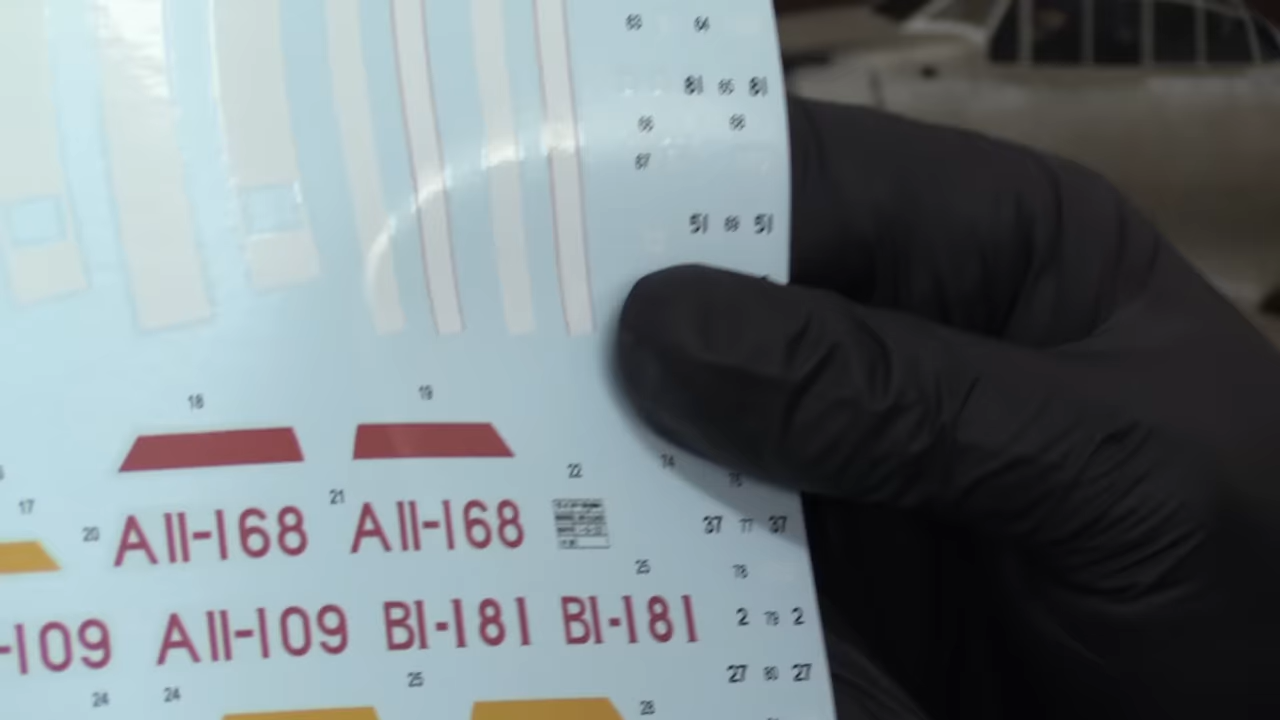 63 64
81 65 81
66 68
67
51 69 51
18 19
22
17 21 74
20 AII-168 AII-168
37 77 37
25 78
-109 AII-109 BI-181 BI-181
2 79 2
27 80 27
24 24 25 28